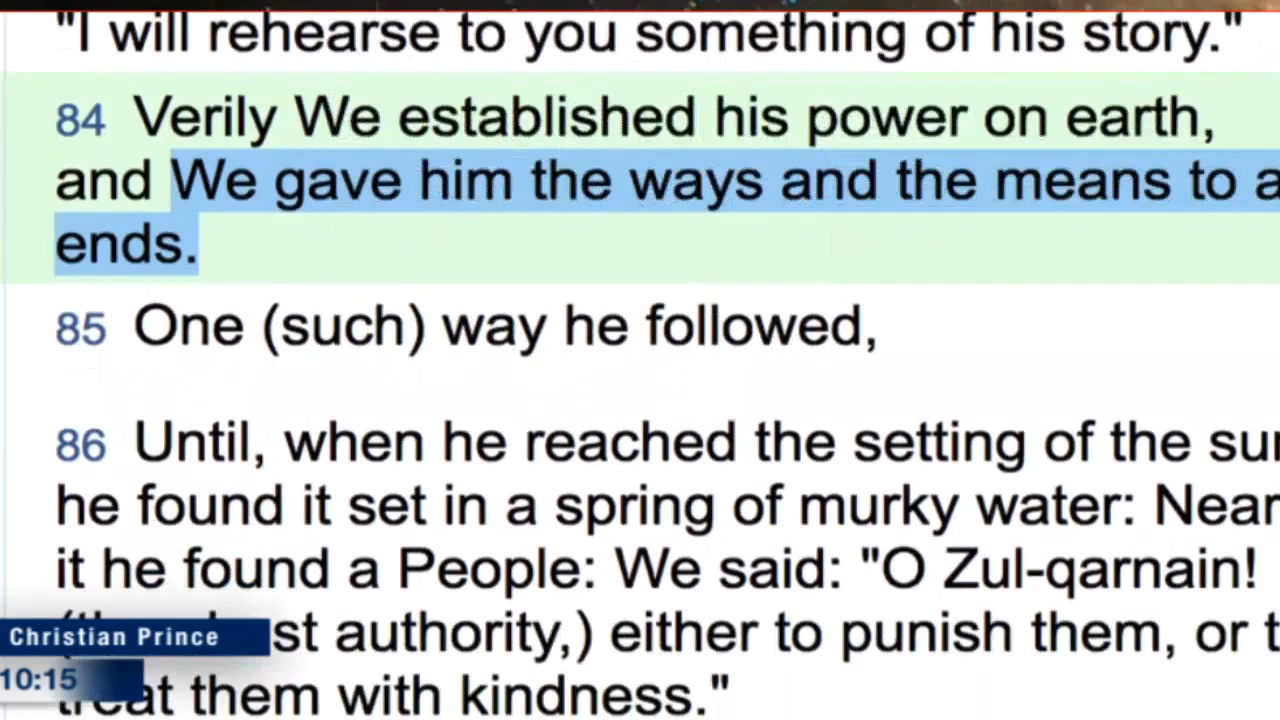 "I will rehearse to you something of his story."
84 Verily We established his power on earth,
and We gave him the ways and the means to a
ends.
85 One (such) way he followed,
86 Until, when he reached the setting of the sun
he found it set in a spring of murky water: Near
it he found a People: We said: "O Zul-qarnain!
st authority,) either to punish them, or t
Christian Prince
10:15
treat them with kindness."